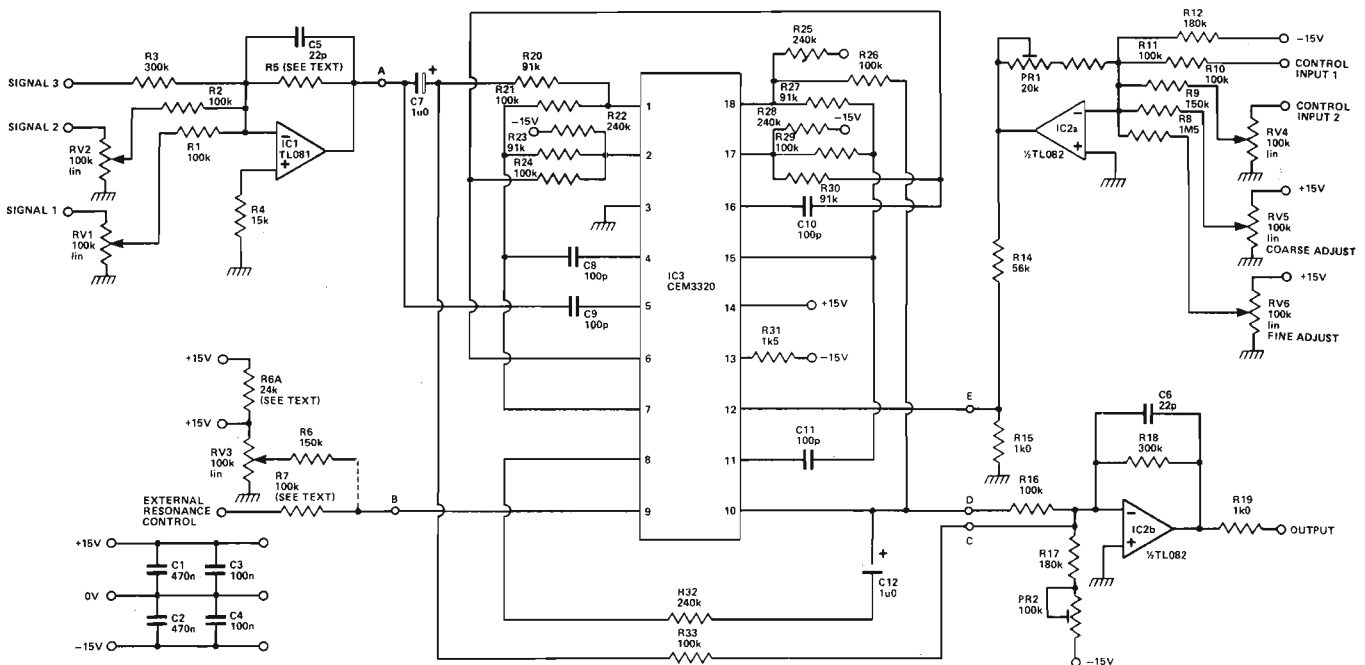 R3
300k
SIGNAL 3
C5
22p
R5 (SEE TEXT)
R2
100k
SIGNAL 2
RV2
100k
lin
R1
100k
IC1
TL081
R4
15k
SIGNAL 1
RV1
100k
lin
A
C7
1u0
+
R20
91k
R21
100k
R22
240k
-15V
R23
91k
R24
100k
C8
100p
C9
100p
1
2
3
4
5
6
7
8
9
IC3
CEM3320
18
17
16
15
14
13
12
11
10
R25
240k
R26
100k
R27
91k
R28
240k
-15V
R29
100k
R30
91k
C10
100p
+15V
R31
1k5
-15V
C11
100p
E
D
C
+
C12
1u0
R32
240k
R33
100k
R12
180k
-15V
R11
100k
CONTROL
INPUT 1
R10
100k
R9
150k
R8
1M5
CONTROL
INPUT 2
PR1
20k
IC2a
½TL082
RV4
100k
lin
+15V
RV5
100k
lin
COARSE ADJUST
+15V
RV6
100k
lin
FINE ADJUST
R14
56k
R15
1k0
R16
100k
C6
22p
R18
300k
IC2b
½TL082
R19
1k0
OUTPUT
R17
180k
PR2
100k
-15V
+15V
R6A
24k
(SEE TEXT)
+15V
RV3
100k
lin
R6
150k
R7
100k
(SEE TEXT)
EXTERNAL
RESONANCE
CONTROL
B
+15V
C1
470n
C3
100n
0V
C2
470n
C4
100n
-15V